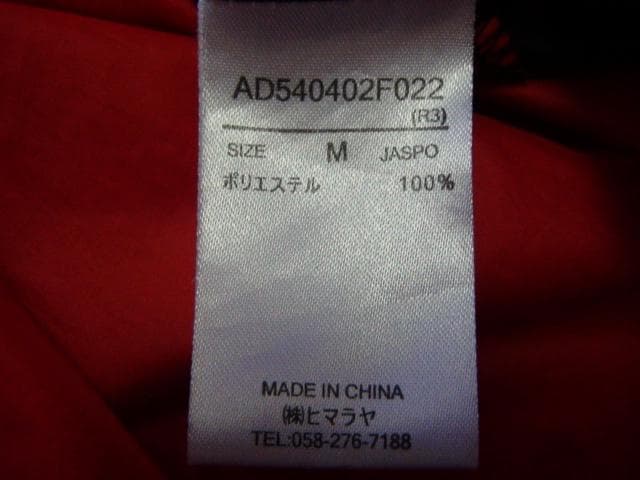 AD540402F022
(R3)
SIZE M JASPO
ポリエステル 100%
MADE IN CHINA
㈱ヒマラヤ
TEL:058-276-7188